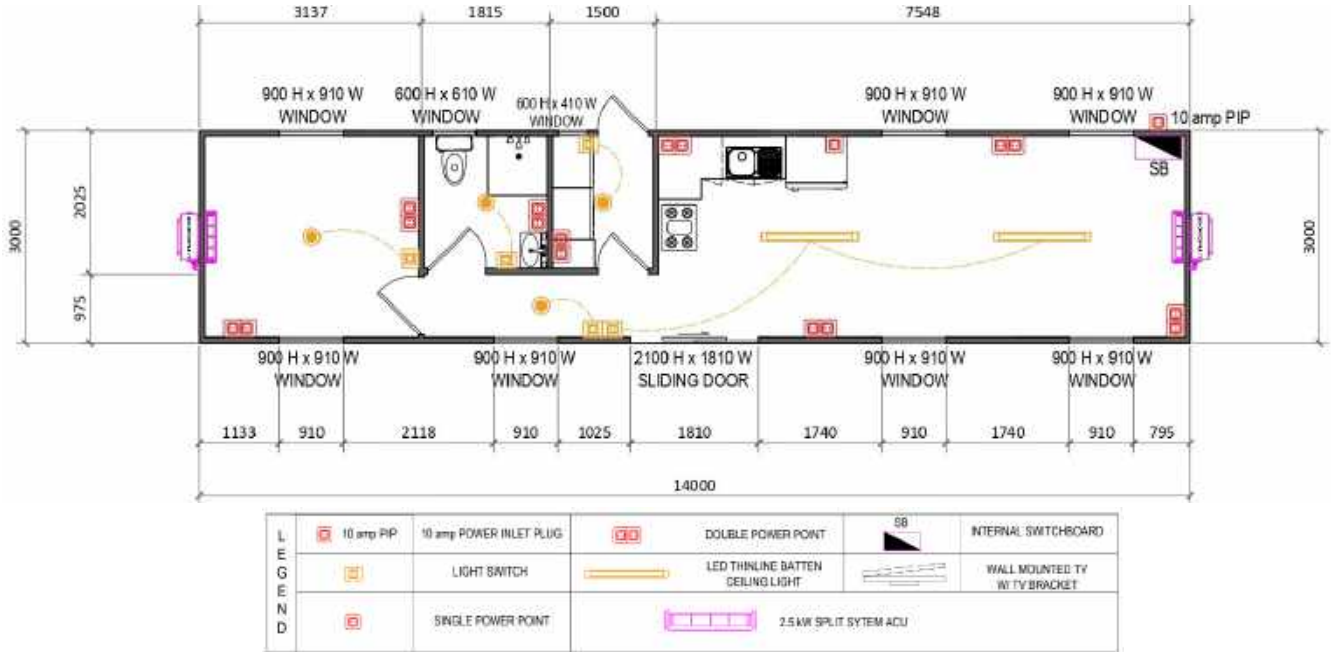 3137 1815 1500 7548
900 H x 910 W
WINDOW
600 H x 610 W
WINDOW
600 H x 410 W
WINDOW
900 H x 910 W
WINDOW
900 H x 910 W
WINDOW
10 amp PIP
SB
3000
2025
975
3000
900 H x 910 W
WINDOW
900 H x 910 W
WINDOW
2100 H x 1810 W
SLIDING DOOR
900 H x 910 W
WINDOW
900 H x 910 W
WINDOW
1133 910 2118 910 1025 1810 1740 910 1740 910 795
14000
LEGEND
10 amp PIP
10 amp POWER INLET PLUG
DOUBLE POWER POINT
SB
INTERNAL SWITCHBOARD
LIGHT SWITCH
LED THINLINE BATTEN
CEILING LIGHT
WALL MOUNTED TV
W/ TV BRACKET
SINGLE POWER POINT
2.5 kW SPLIT SYTEM ACU